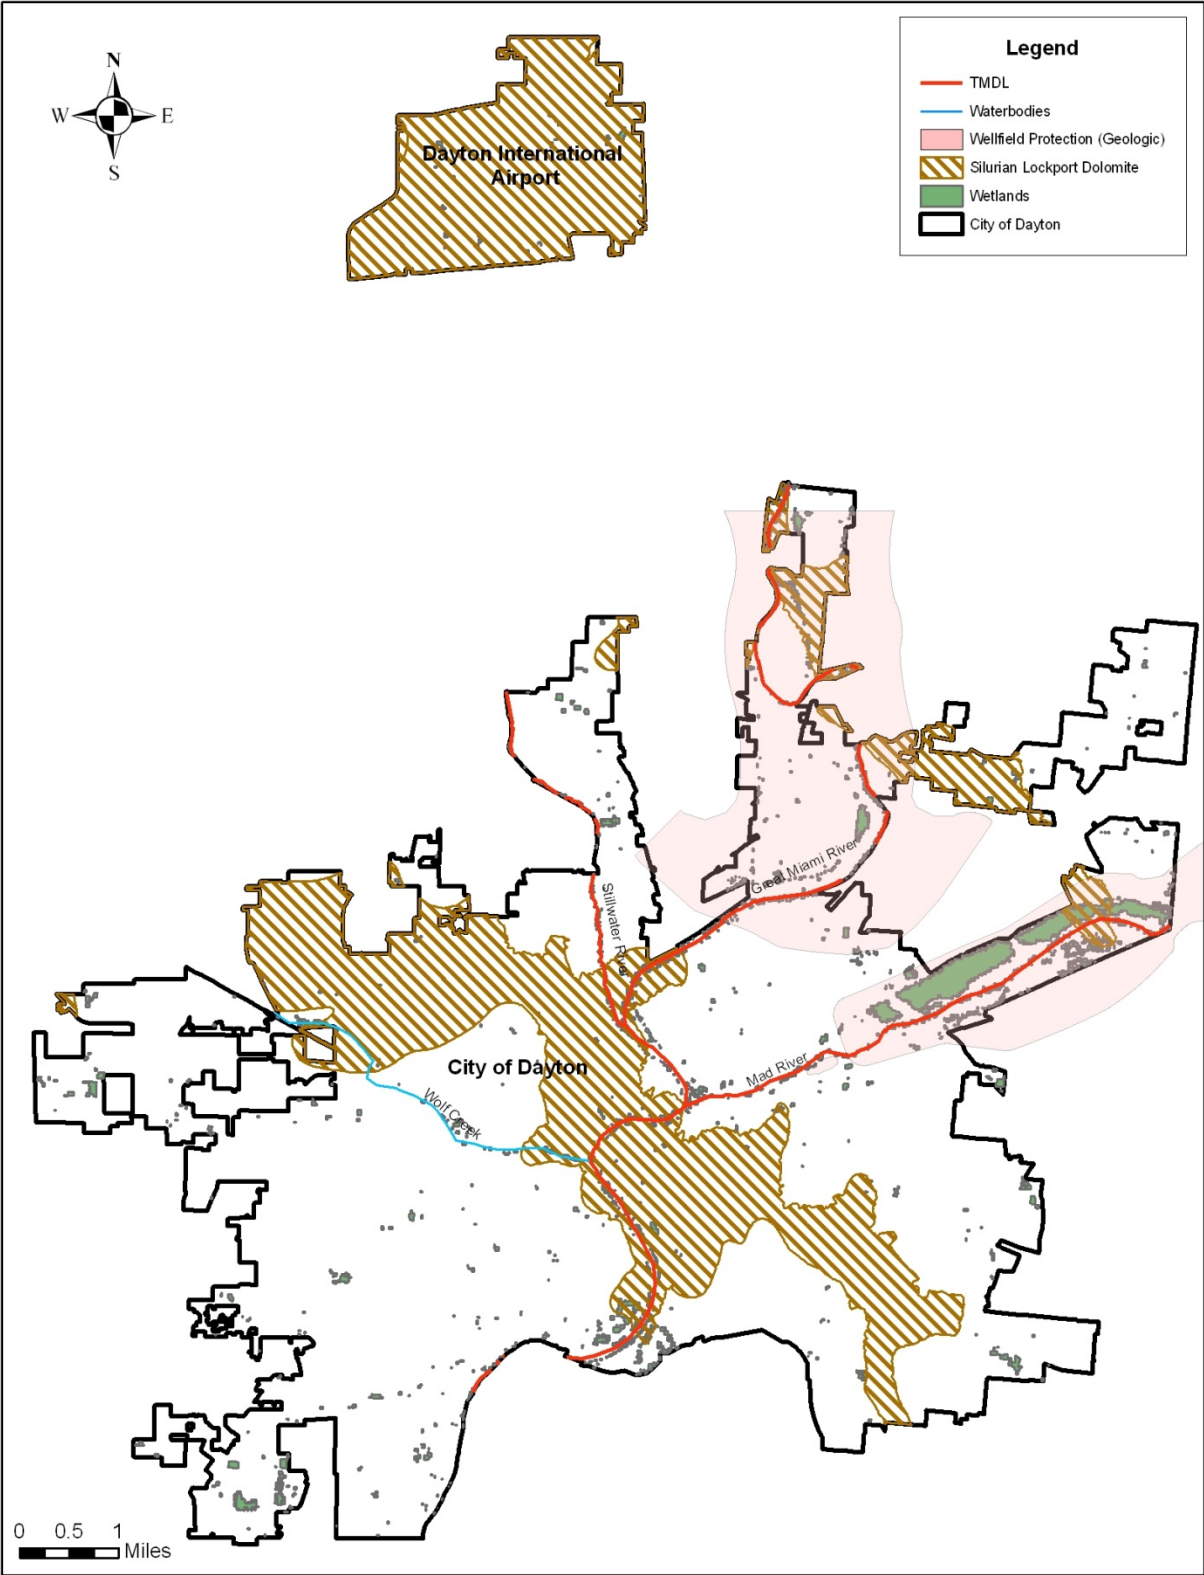 N
W E
S
Legend
TMDL
Waterbodies
Wellfield Protection (Geologic)
Silurian Lockport Dolomite
Wetlands
City of Dayton
Dayton International
Airport
Great Miami River
Stillwater River
City of Dayton
Mad River
Wolf Creek
0 0.5 1
Miles